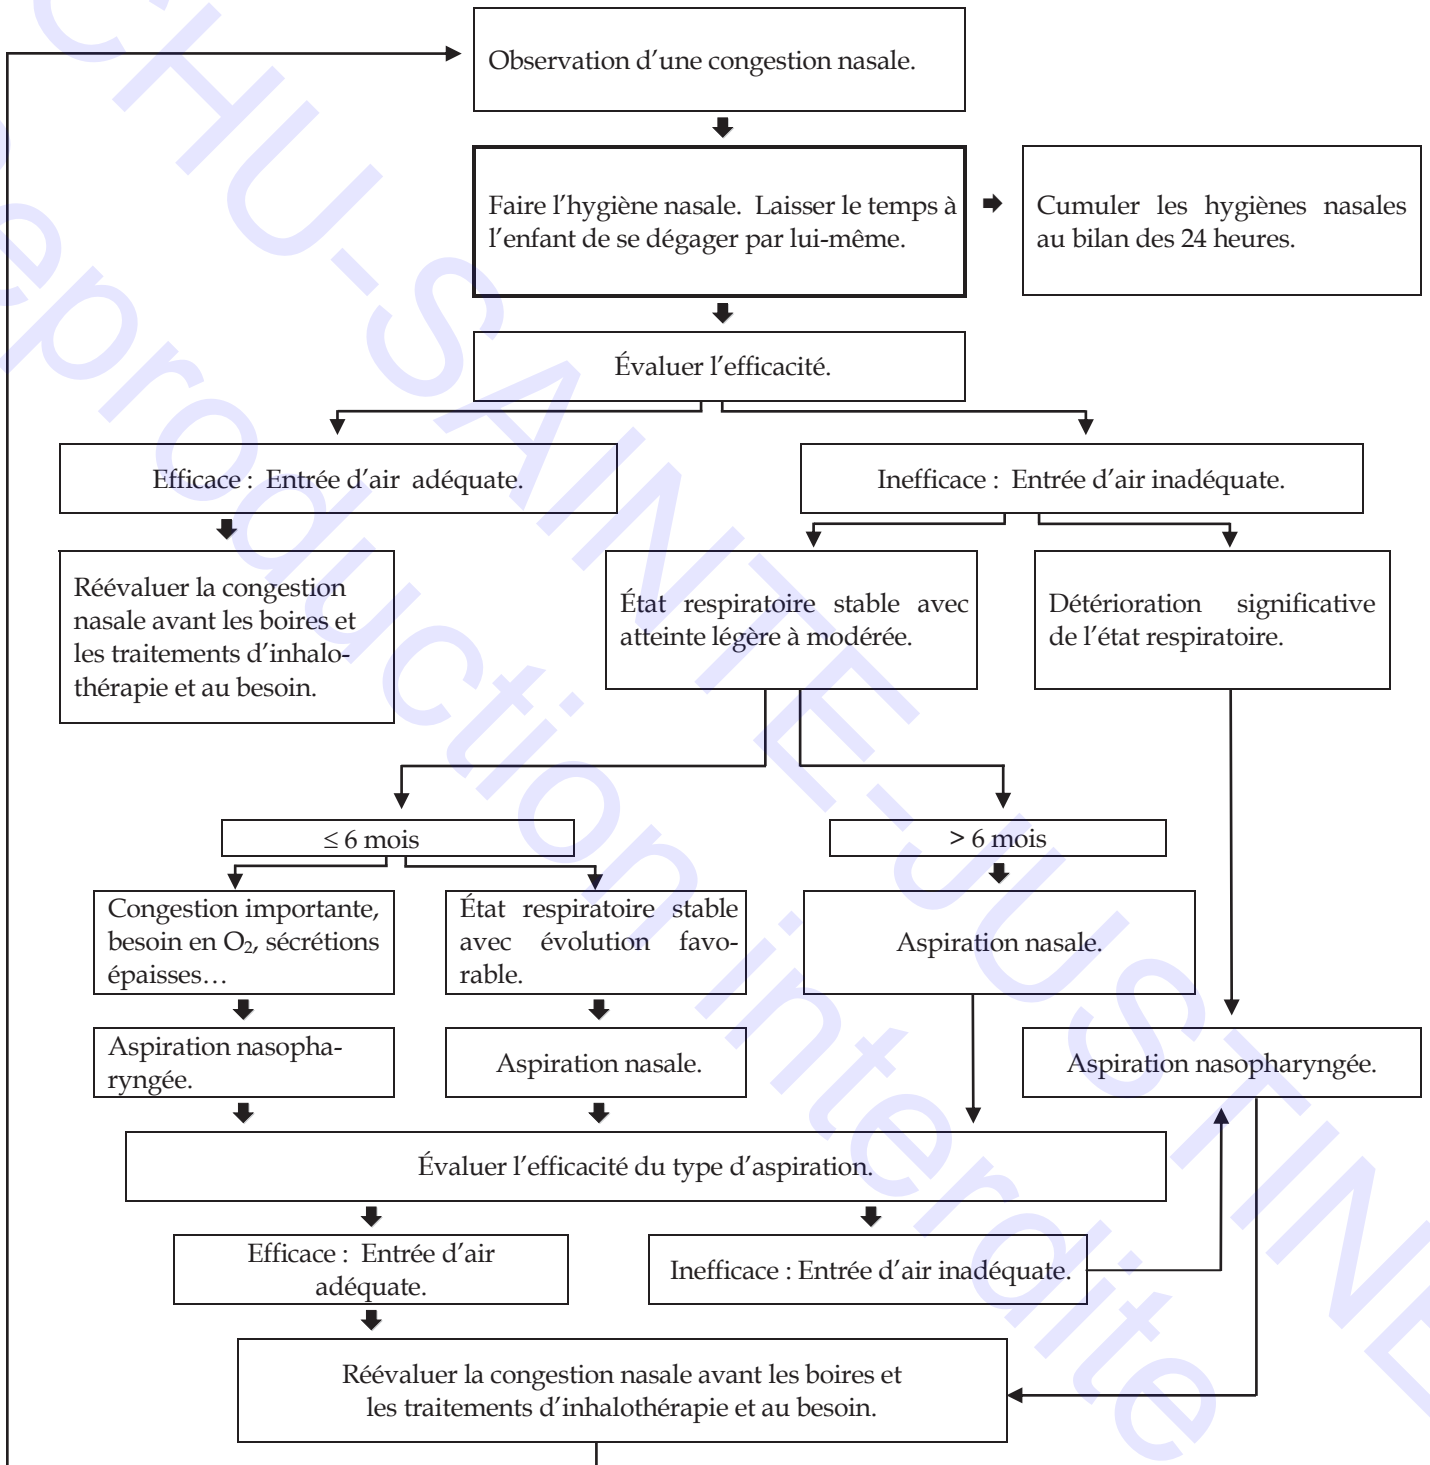 Observation d'une congestion nasale.
Faire l'hygiène nasale. Laisser le temps à
l'enfant de se dégager par lui-même.
Cumuler les hygiènes nasales
au bilan des 24 heures.
Évaluer l'efficacité.
Efficace : Entrée d'air adéquate.
Inefficace : Entrée d'air inadéquate.
Réévaluer la congestion
nasale avant les boires et
les traitements d'inhalo-
thérapie et au besoin.
État respiratoire stable avec
atteinte légère à modérée.
Détérioration significative
de l'état respiratoire.
≤ 6 mois
> 6 mois
Congestion importante,
besoin en O₂, sécrétions
épaisses…
État respiratoire stable
avec évolution favo-
rable.
Aspiration nasale.
Aspiration nasopha-
ryngée.
Aspiration nasale.
Aspiration nasopharyngée.
Évaluer l'efficacité du type d'aspiration.
Efficace : Entrée d'air
adéquate.
Inefficace : Entrée d'air inadéquate.
Réévaluer la congestion nasale avant les boires et
les traitements d'inhalothérapie et au besoin.
CHU-SAINTE-JUSTINE
eproduction interdite